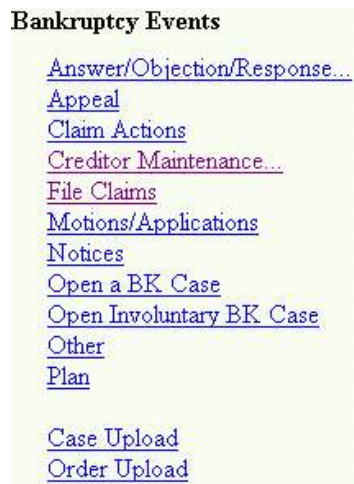 Bankruptcy Events
Answer/Objection/Response...
Appeal
Claim Actions
Creditor Maintenance...
File Claims
Motions/Applications
Notices
Open a BK Case
Open Involuntary BK Case
Other
Plan
Case Upload
Order Upload